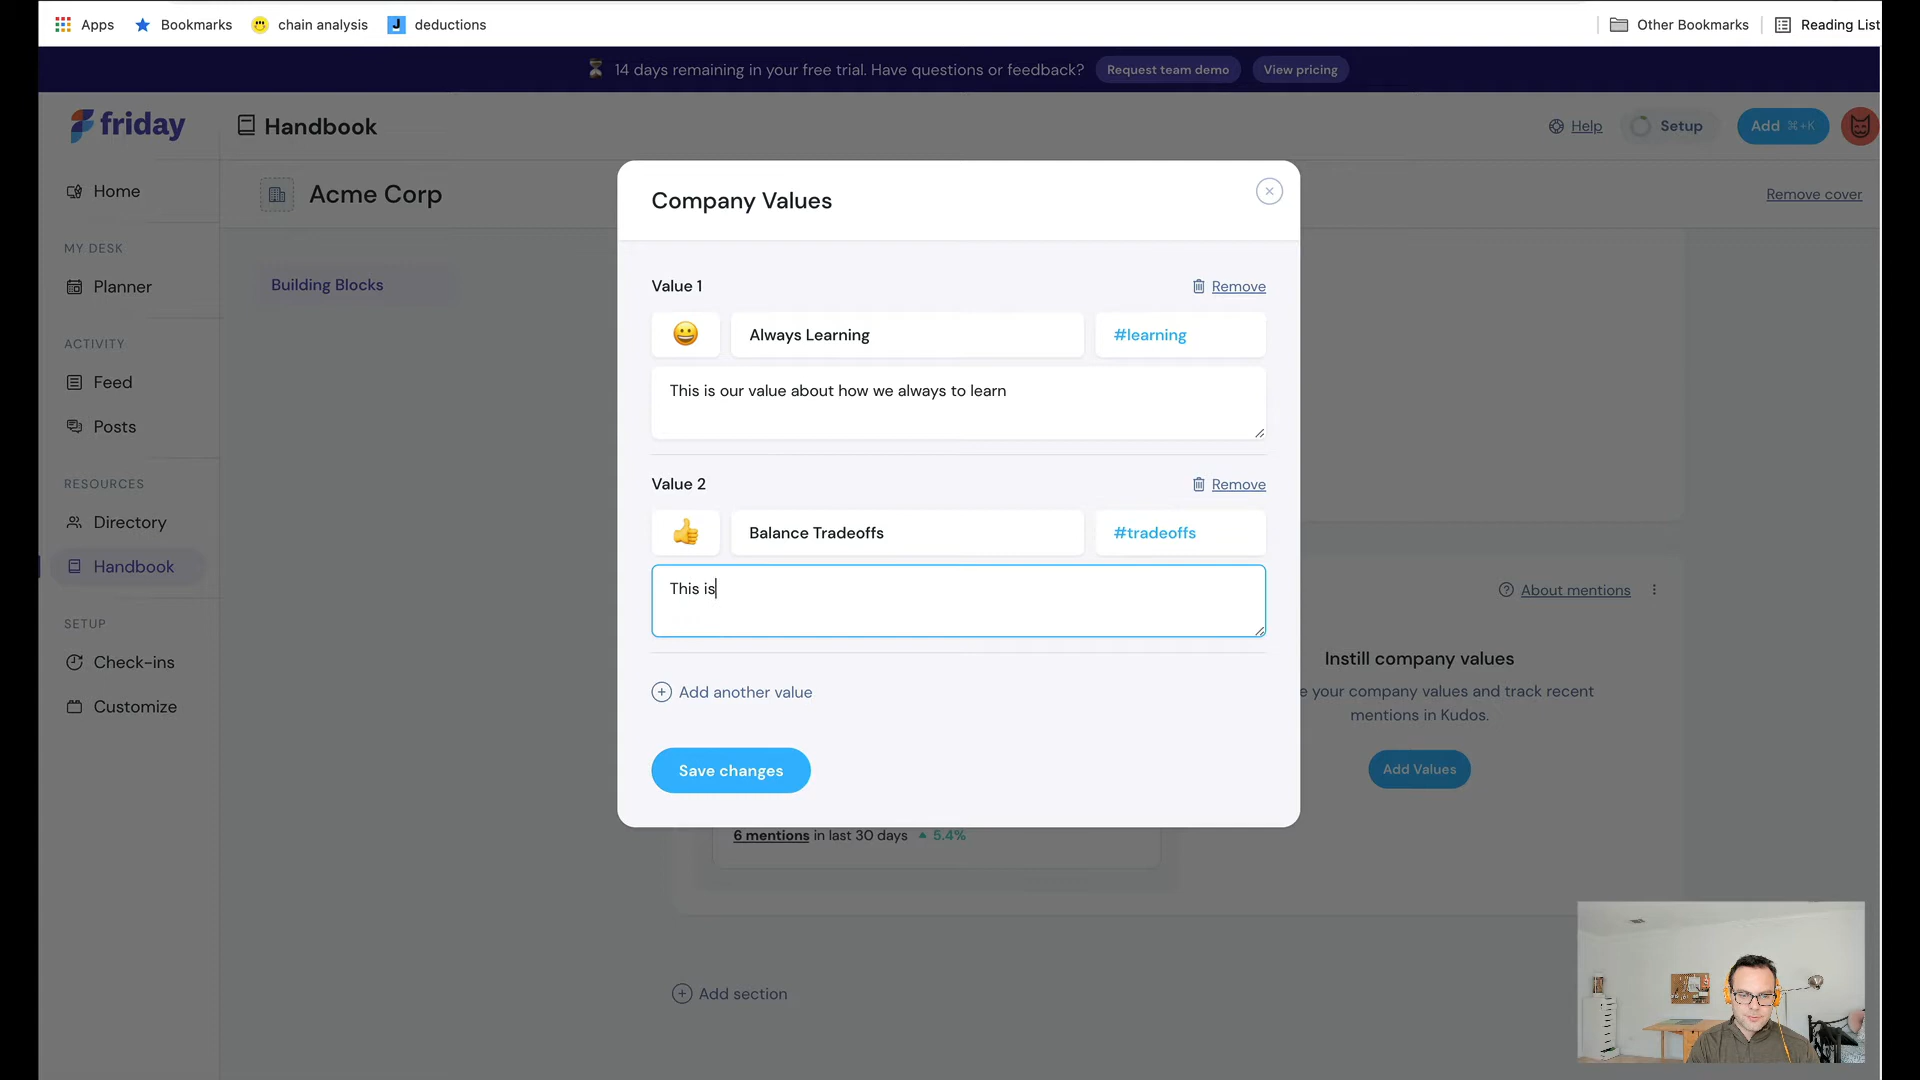 Apps
Bookmarks
chain analysis
deductions
Other Bookmarks
Reading List
14 days remaining in your free trial. Have questions or feedback?
Request team demo
View pricing
friday
Handbook
Help
Setup
Add ⌘+K
Acme Corp
Remove cover
Home
MY DESK
Planner
ACTIVITY
Feed
Posts
RESOURCES
Directory
Handbook
SETUP
Check-ins
Customize
Building Blocks
Company Values
Value 1
Remove
Always Learning
#learning
This is our value about how we always to learn
Value 2
Remove
Balance Tradeoffs
#tradeoffs
This is
Add another value
Save changes
About mentions
Instill company values
e your company values and track recent
mentions in Kudos.
Add Values
6 mentions in last 30 days 5.4%
Add section